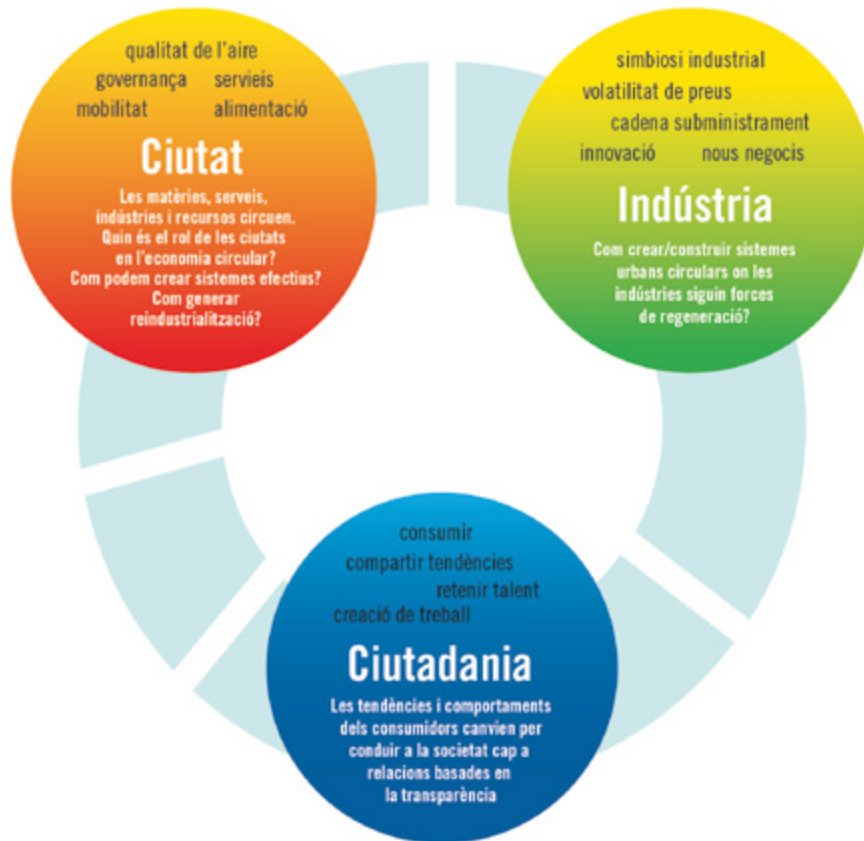 qualitat de l'aire
governança servieis
mobilitat alimentació
Ciutat
Les matèries, serveis,
indústries i recursos circuen.
Quin és el rol de les ciutats
en l'economia circular?
Com podem crear sistemes efectius?
Com generar
reindustrialització?
simbiosi industrial
volatilitat de preus
cadena subministrament
innovació nous negocis
Indústria
Com crear/construir sistemes
urbans circulars on les
indústries siguin forces
de regeneració?
consumir
compartir tendències
retenir talent
creació de treball
Ciutadania
Les tendències i comportaments
dels consumidors canvien per
conduir a la societat cap a
relacions basades en
la transparència